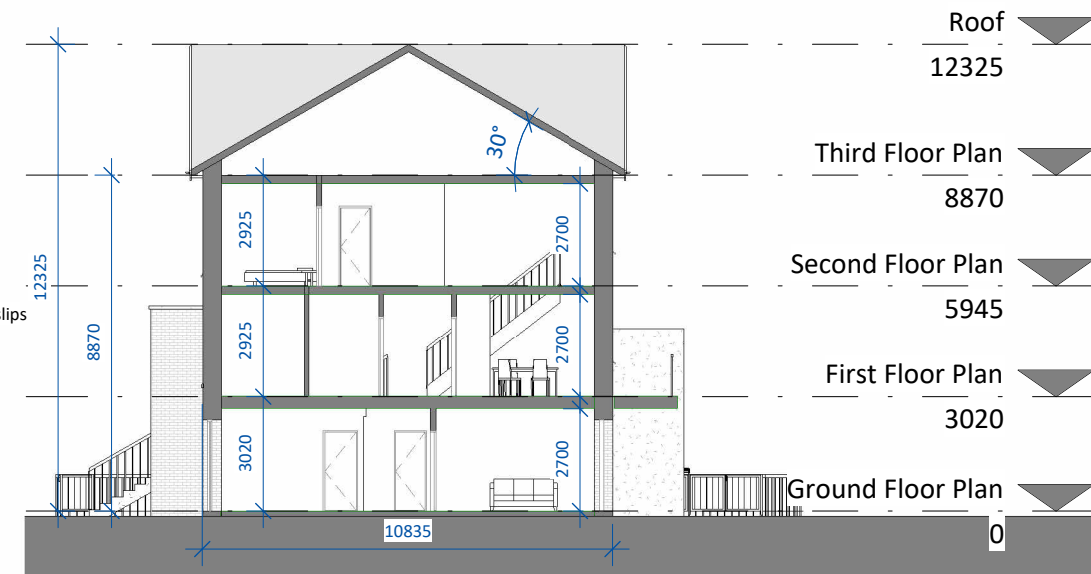 Roof
12325
Third Floor Plan
8870
Second Floor Plan
5945
First Floor Plan
3020
Ground Floor Plan
0
30°
2925
2700
12325
slips
8870
2925
2700
3020
2700
10835